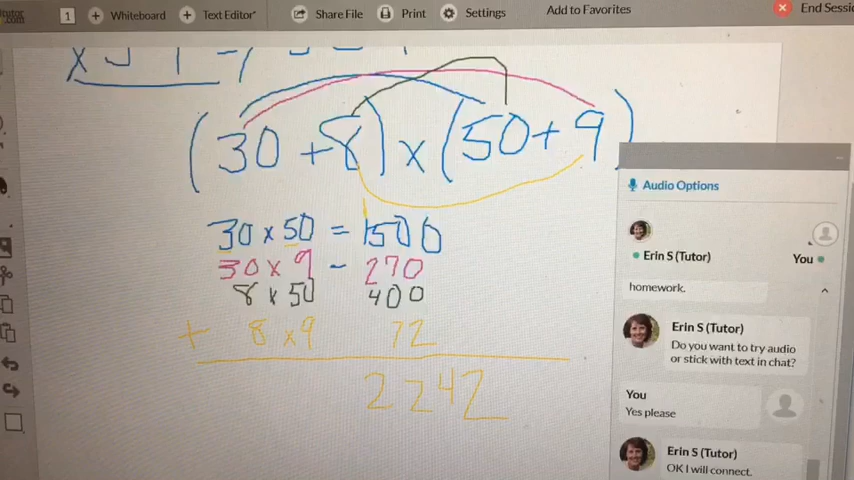 .com
1
Whiteboard
Text Editor
Share File
Print
Settings
Add to Favorites
(30 + 8) x (50 + 9)
30 x 50 = 1500
30 x 9 - 270
8 x 50 400
+ 8 x 9 72
2242
Audio Options
Erin S (Tutor)
You
homework.
Erin S (Tutor)
Do you want to try audio
or stick with text in chat?
You
Yes please
Erin S (Tutor)
OK I will connect.